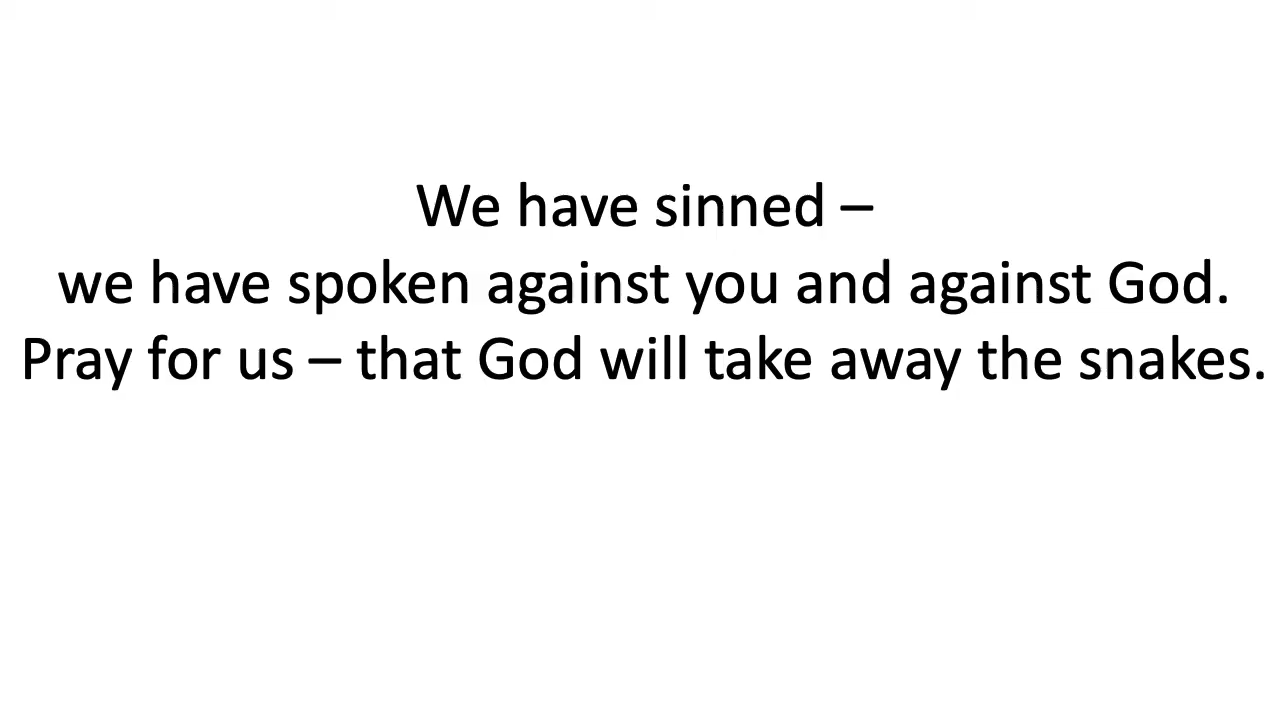 We have sinned –
we have spoken against you and against God.
Pray for us – that God will take away the snakes.